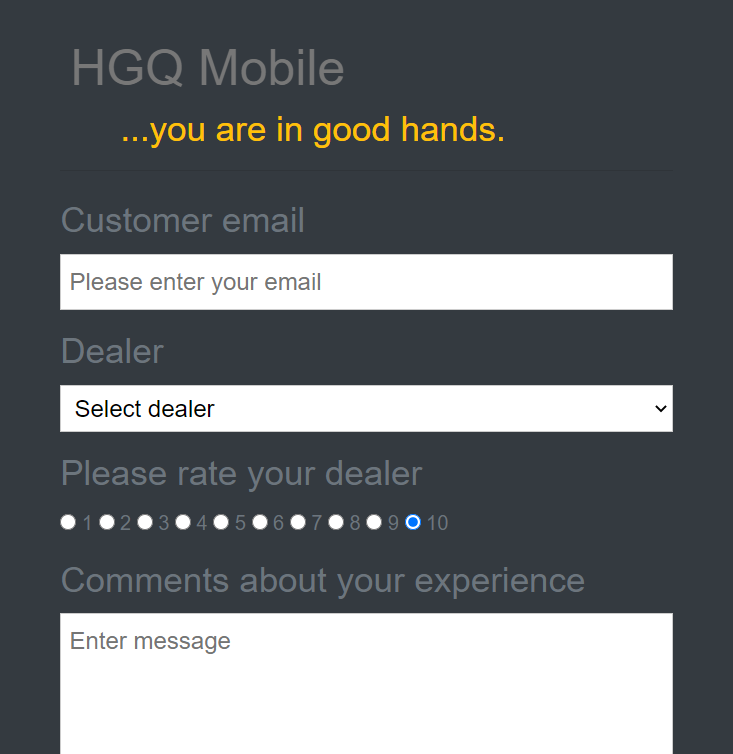 HGQ Mobile
...you are in good hands.
Customer email
Please enter your email
Dealer
Select dealer
Please rate your dealer
1 2 3 4 5 6 7 8 9 10
Comments about your experience
Enter message